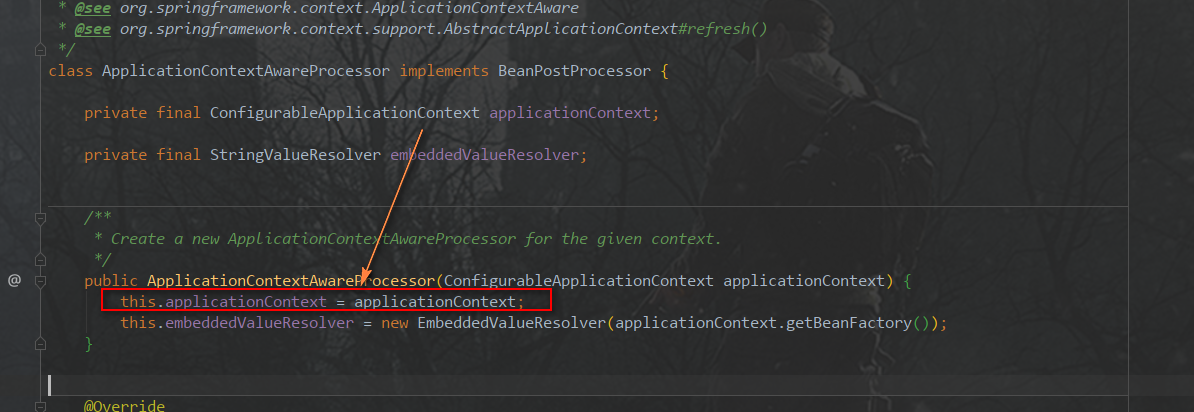 * @see org.springframework.context.ApplicationContextAware
* @see org.springframework.context.support.AbstractApplicationContext#refresh()
*/
class ApplicationContextAwareProcessor implements BeanPostProcessor {
private final ConfigurableApplicationContext applicationContext;
private final StringValueResolver embeddedValueResolver;
/**
* Create a new ApplicationContextAwareProcessor for the given context.
*/
@ public ApplicationContextAwareProcessor(ConfigurableApplicationContext applicationContext) {
this.applicationContext = applicationContext;
this.embeddedValueResolver = new EmbeddedValueResolver(applicationContext.getBeanFactory());
}
@Override